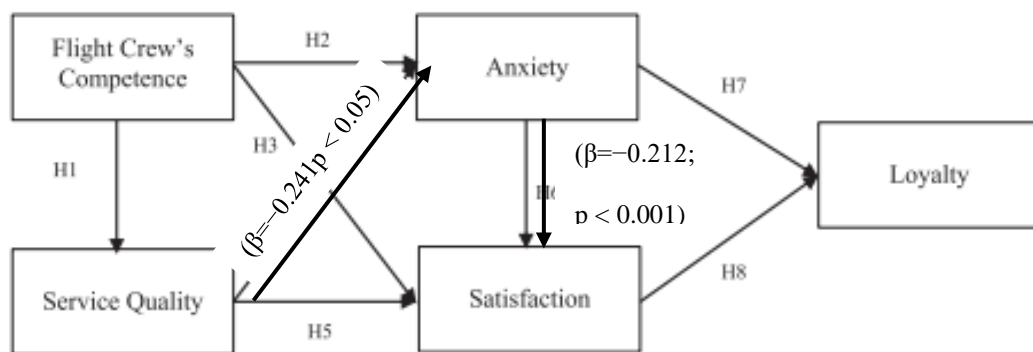 Flight Crew's
Competence
H2
Anxiety
H7
H3
(β=−0.241p < 0.05)
H1
(β=−0.212;
p < 0.001)
Loyalty
Service Quality
H5
Satisfaction
H8